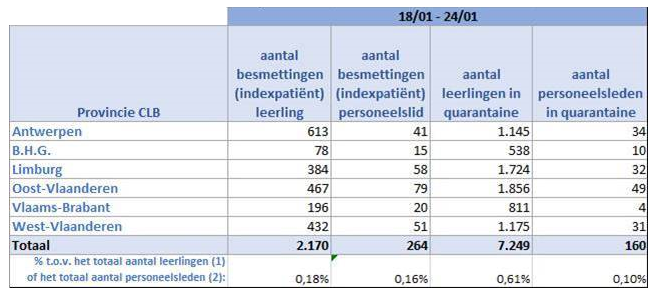 18/01 - 24/01
Provincie CLB | aantal besmettingen (indexpatiënt) leerling | aantal besmettingen (indexpatiënt) personeelslid | aantal leerlingen in quarantaine | aantal personeelsleden in quarantaine
Antwerpen 613 41 1.145 34
B.H.G. 78 15 538 10
Limburg 384 58 1.724 32
Oost-Vlaanderen 467 79 1.856 49
Vlaams-Brabant 196 20 811 4
West-Vlaanderen 432 51 1.175 31
Totaal 2.170 264 7.249 160
% t.o.v. het totaal aantal leerlingen (1)
of het totaal aantal personeelsleden (2): 0,18% 0,16% 0,61% 0,10%